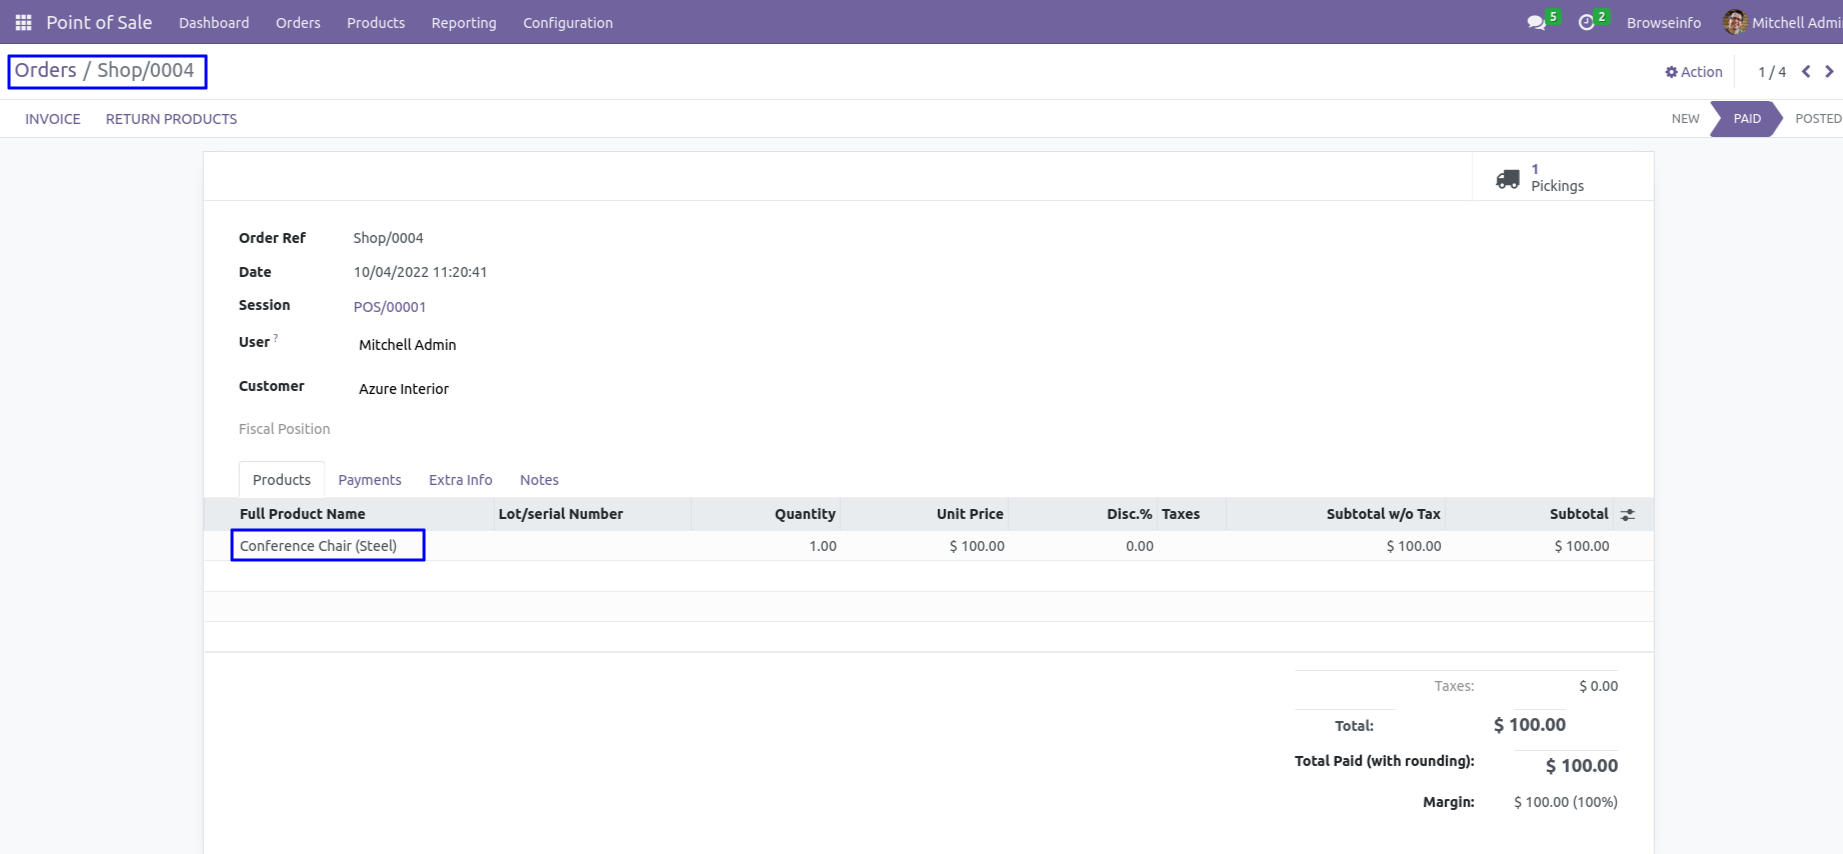 Point of Sale Dashboard Orders Products Reporting Configuration 5 2 Browseinfo Mitchell Admi
Orders / Shop/0004 Action 1 / 4
INVOICE RETURN PRODUCTS NEW PAID POSTED
1
Pickings
Order Ref Shop/0004
Date 10/04/2022 11:20:41
Session POS/00001
User ? Mitchell Admin
Customer Azure Interior
Fiscal Position
Products Payments Extra Info Notes
Full Product Name Lot/serial Number Quantity Unit Price Disc.% Taxes Subtotal w/o Tax Subtotal
Conference Chair (Steel) 1.00 $ 100.00 0.00 $ 100.00 $ 100.00
Taxes: $ 0.00
Total: $ 100.00
Total Paid (with rounding): $ 100.00
Margin: $ 100.00 (100%)